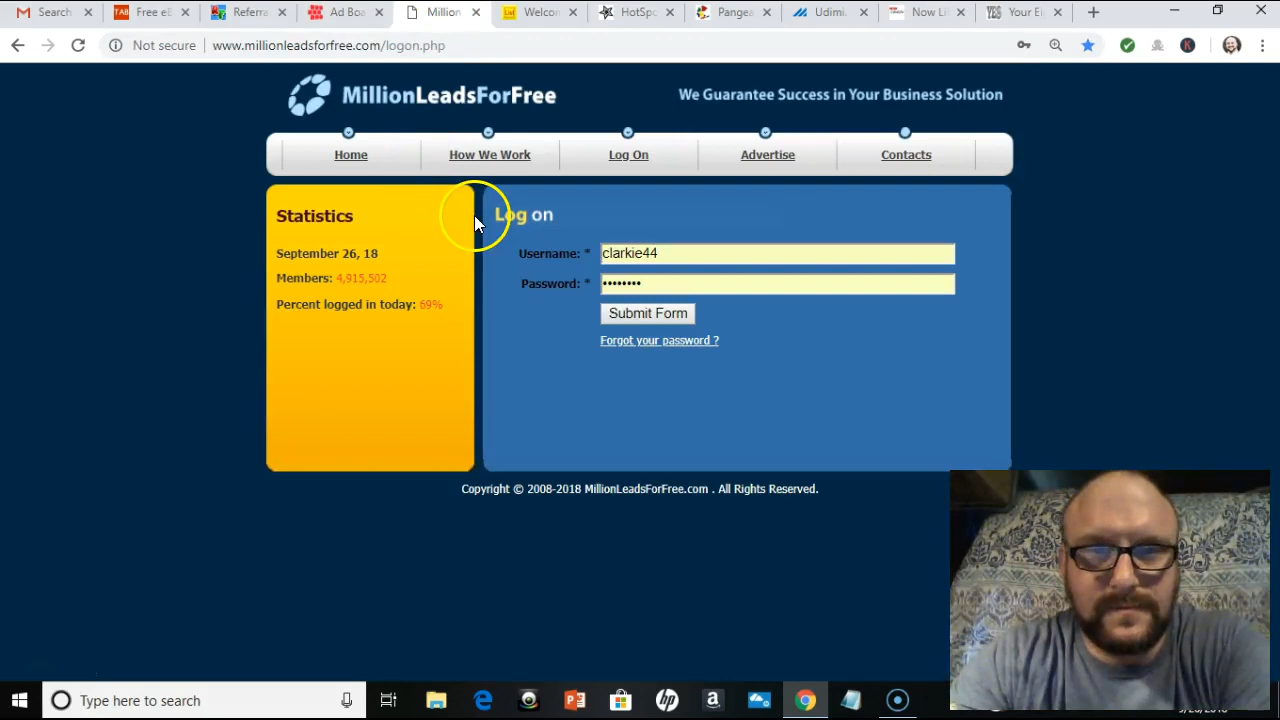 Search
Free eB
Referra
Ad Boa
Million
Welcon
HotSpo
Pangea
Udimi
Now Li
Your Ei
Not secure
www.millionleadsforfree.com/logon.php
MillionLeadsForFree
We Guarantee Success in Your Business Solution
Home
How We Work
Log On
Advertise
Contacts
Statistics
September 26, 18
Members: 4,915,502
Percent logged in today: 69%
Log on
Username: * clarkie44
Password: * ••••••••
Submit Form
Forgot your password ?
Copyright © 2008-2018 MillionLeadsForFree.com . All Rights Reserved.
Type here to search